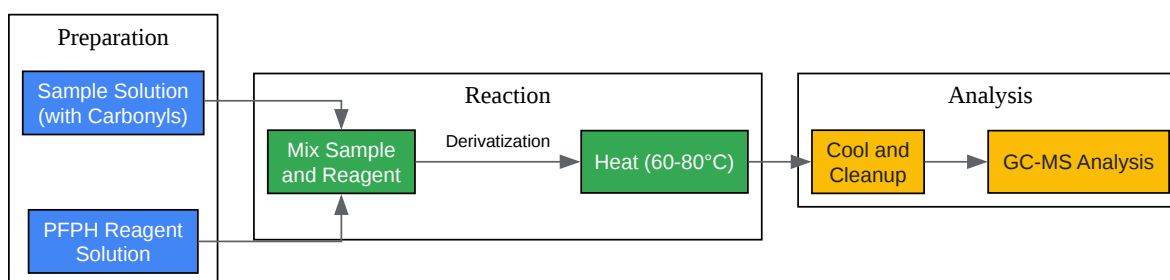 Preparation
Sample Solution
(with Carbonyls)
PFPH Reagent
Solution
Reaction
Mix Sample
and Reagent
Derivatization
Heat (60-80°C)
Analysis
Cool and
Cleanup
GC-MS Analysis